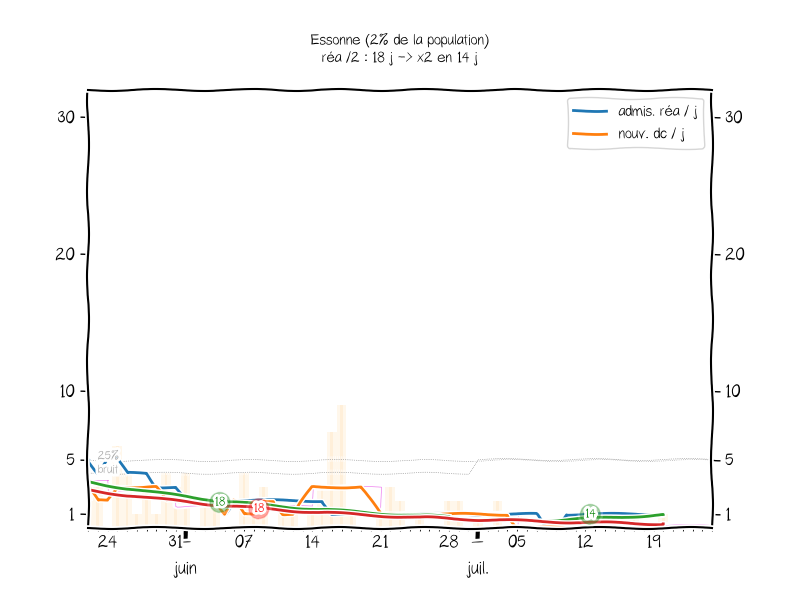 Essonne (2% de la population)
réa /2 : 18 j -> x2 en 14 j
admis. réa / j
nouv. dc / j
30
30
20
20
10
10
25%
bruit
5
5
18
18
14
1
1
24 31 07 14 21 28 05 12 19
juin juil.